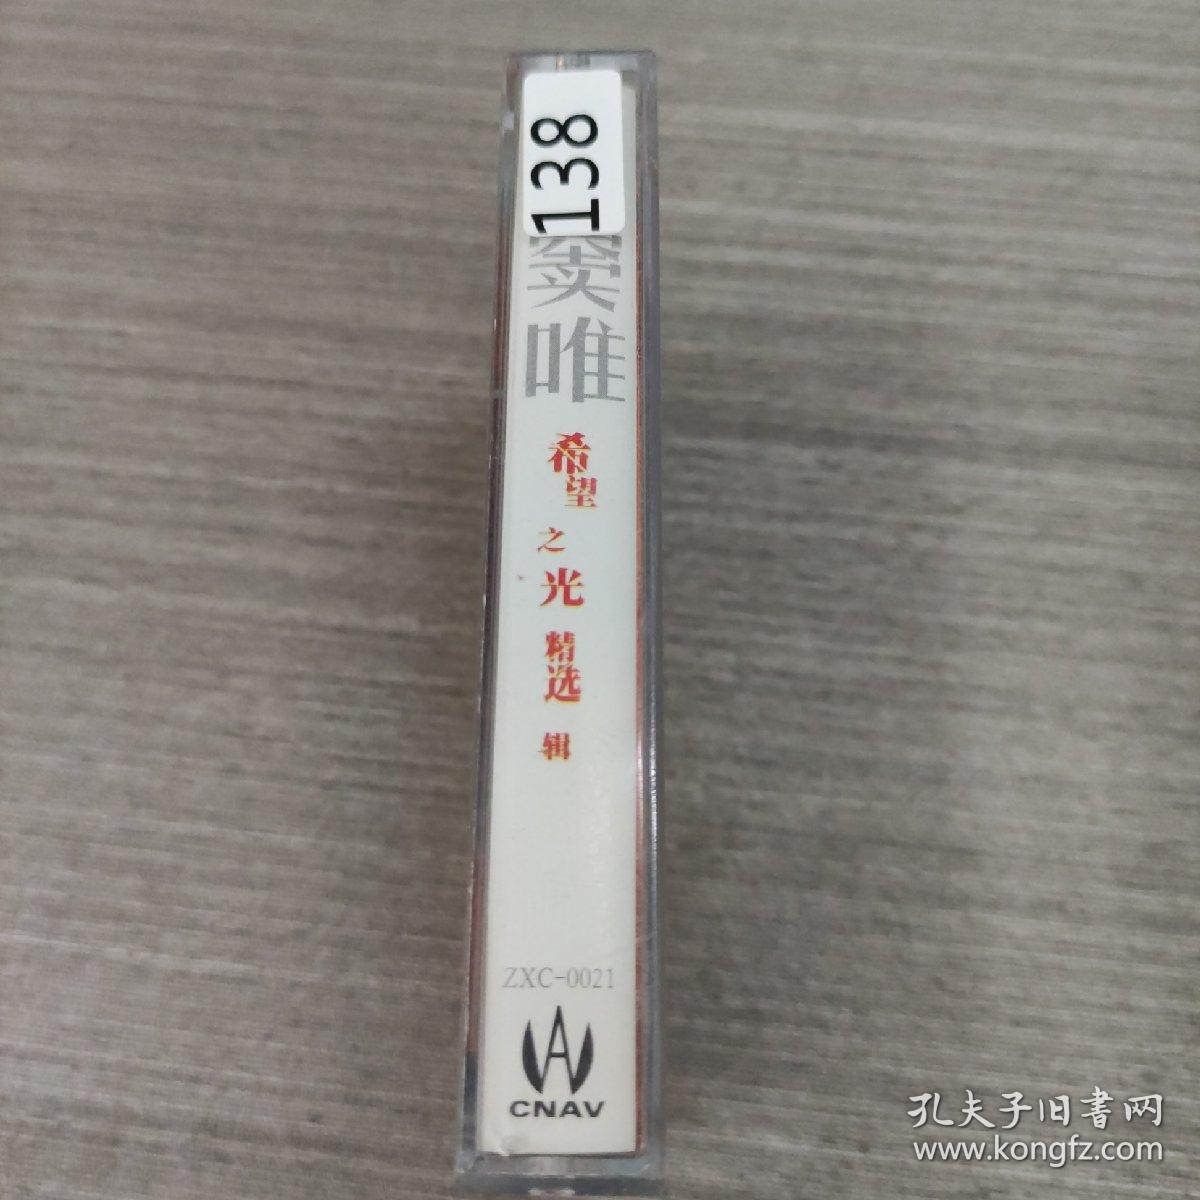 138
窦唯
希望之光精选辑
ZXC-0021
CNAV
孔夫子旧書网
www.kongfz.com